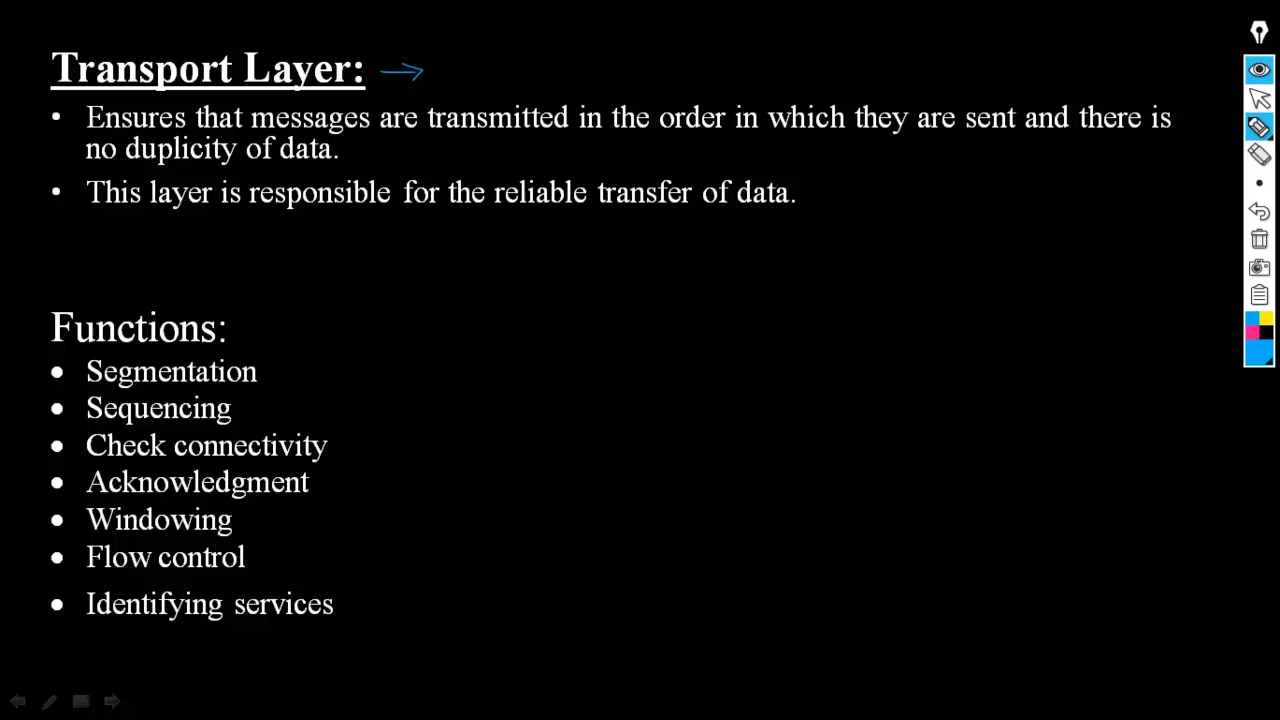 Transport Layer:
• Ensures that messages are transmitted in the order in which they are sent and there is
no duplicity of data.
• This layer is responsible for the reliable transfer of data.
Functions:
• Segmentation
• Sequencing
• Check connectivity
• Acknowledgment
• Windowing
• Flow control
• Identifying services